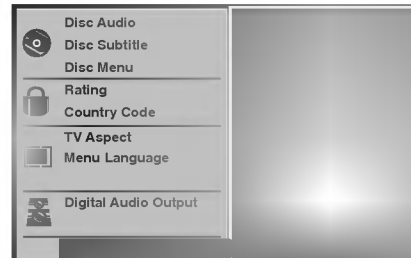 Disc Audio
Disc Subtitle
Disc Menu
Rating
Country Code
TV Aspect
Menu Language
Digital Audio Output